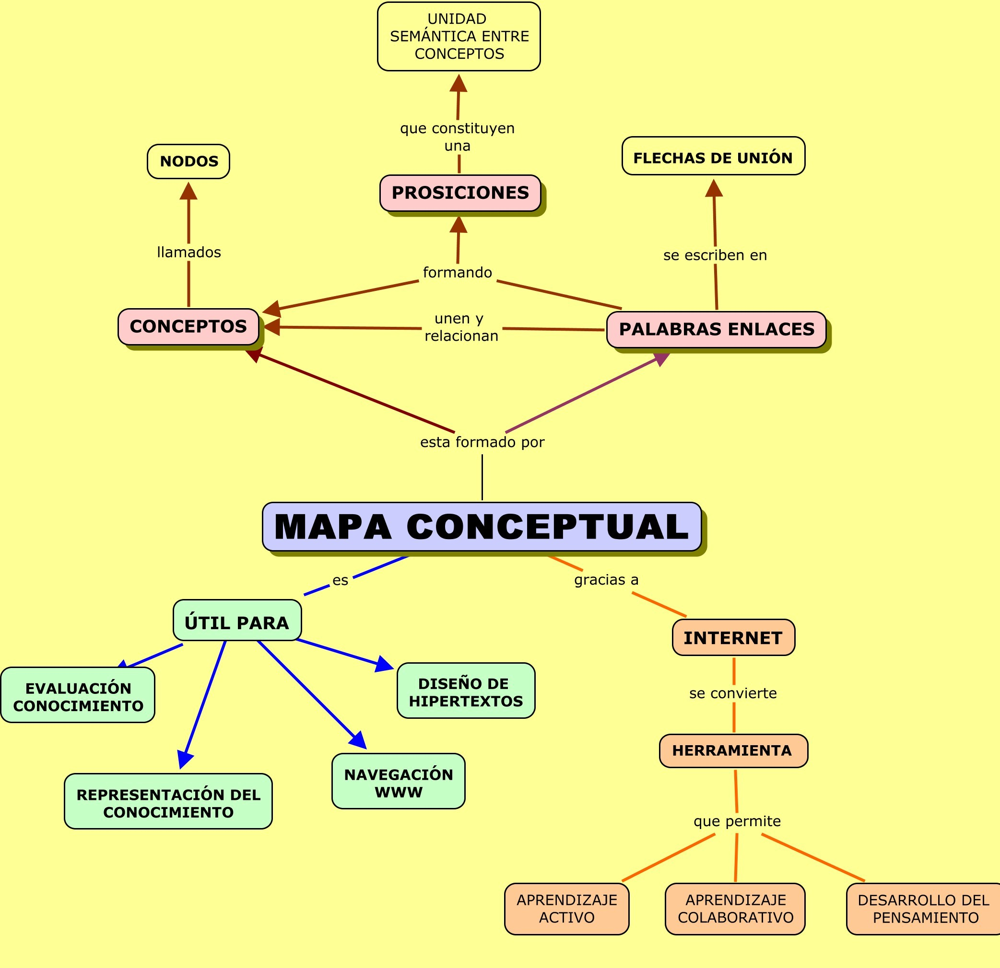 UNIDAD
SEMÁNTICA ENTRE
CONCEPTOS
que constituyen
una
NODOS
FLECHAS DE UNIÓN
PROSICIONES
llamados
se escriben en
formando
unen y
relacionan
CONCEPTOS
PALABRAS ENLACES
esta formado por
MAPA CONCEPTUAL
es
gracias a
ÚTIL PARA
INTERNET
EVALUACIÓN
CONOCIMIENTO
DISEÑO DE
HIPERTEXTOS
se convierte
HERRAMIENTA
REPRESENTACIÓN DEL
CONOCIMIENTO
NAVEGACIÓN
WWW
que permite
APRENDIZAJE
ACTIVO
APRENDIZAJE
COLABORATIVO
DESARROLLO DEL
PENSAMIENTO